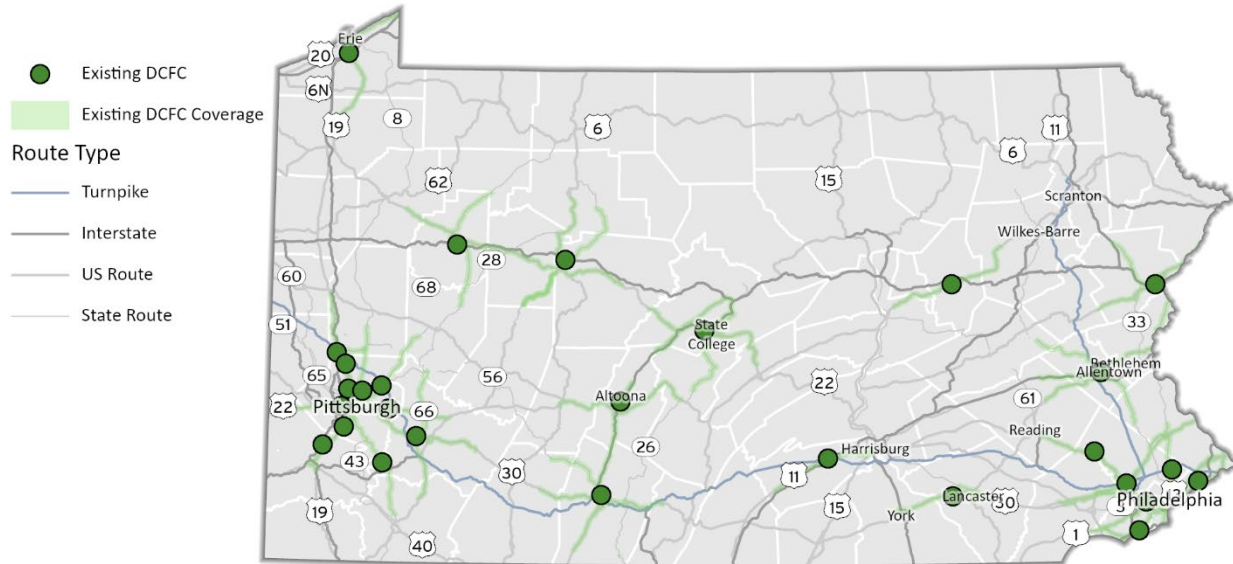 Existing DCFC
Existing DCFC Coverage
Route Type
Turnpike
Interstate
US Route
State Route
Erie
20
6N
19
8
6
11
6
62
15
Scranton
Wilkes-Barre
28
60
68
51
33
State
College
Bethlehem
Allentown
56
65
22
Altoona
22
Pittsburgh
66
61
Reading
26
Harrisburg
43
30
11
Lancaster
30
Philadelphia
15
York
19
40
1